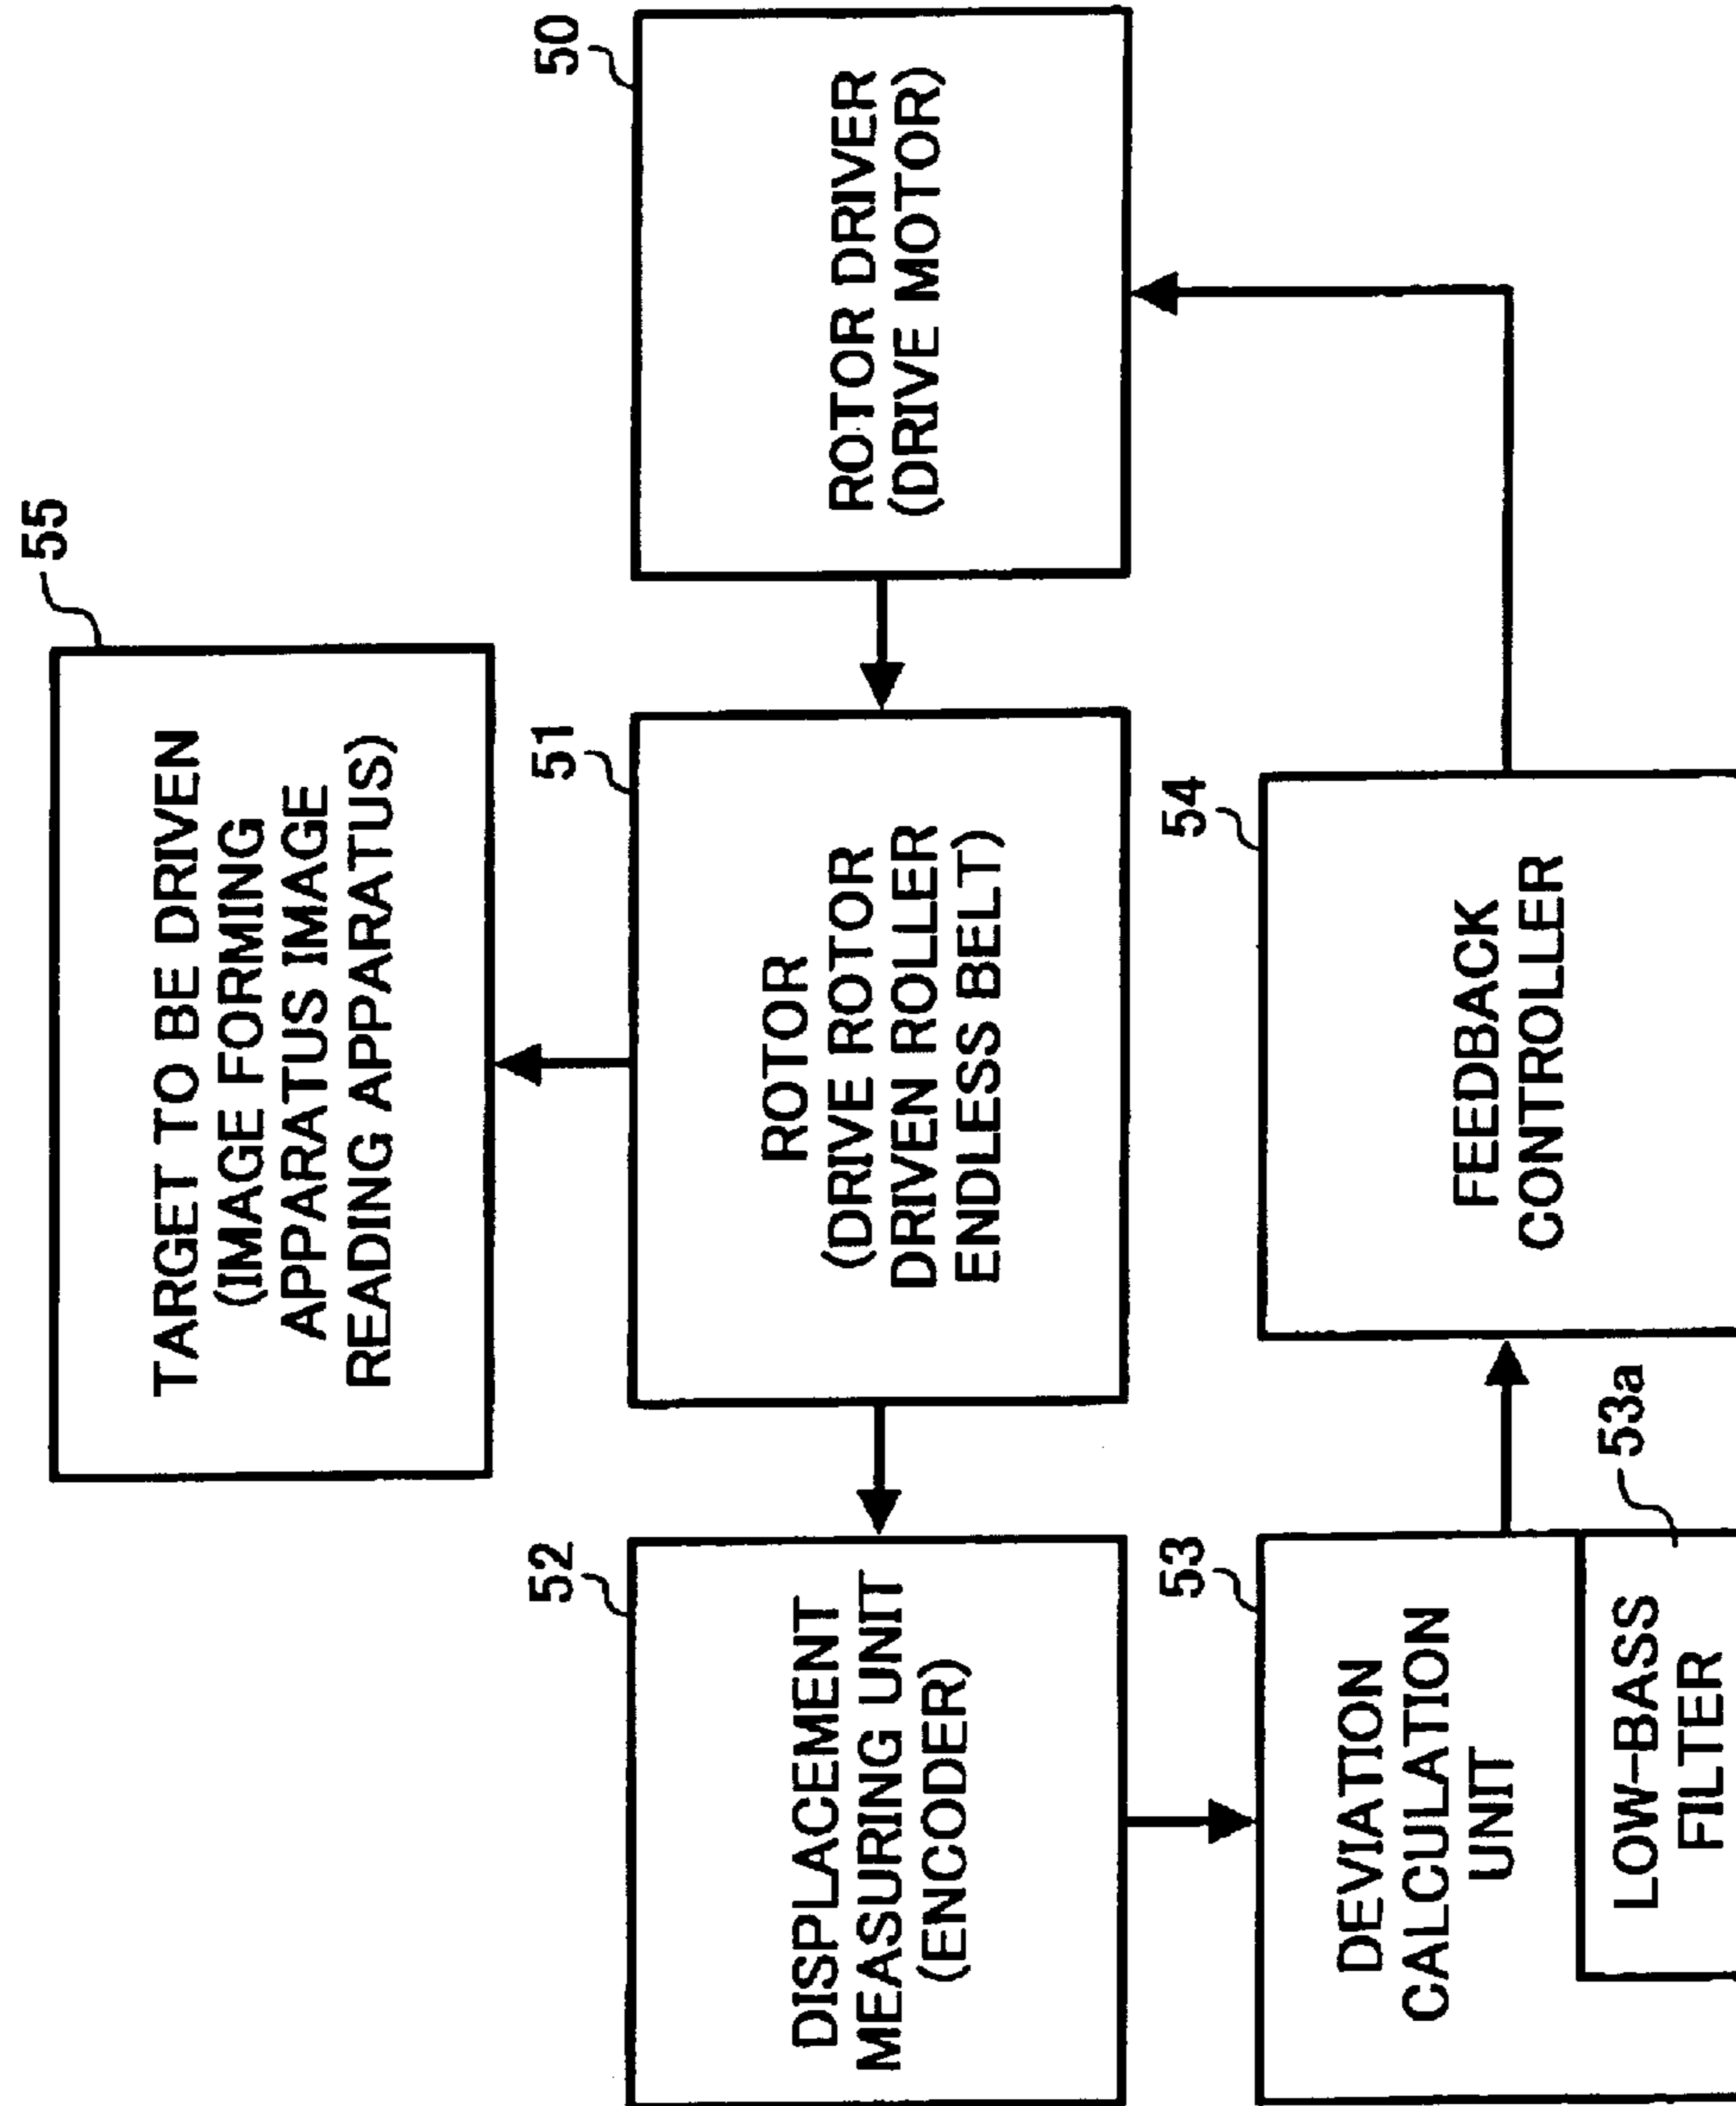 55
TARGET TO BE DRIVEN
(IMAGE FORMING
APPARATUS IMAGE
READING APPARATUS)
52
DISPLACEMENT
MEASURING UNIT
(ENCODER)
51
ROTOR
(DRIVE ROTOR
DRIVEN ROLLER
ENDLESS BELT)
50
ROTOR DRIVER
(DRIVE MOTOR)
53
DEVIATION
CALCULATION
UNIT
53a
LOW-BASS
FILTER
54
FEEDBACK
CONTROLLER